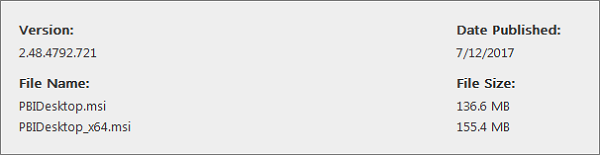 Version: Date Published:
2.48.4792.721 7/12/2017
File Name: File Size:
PBIDesktop.msi 136.6 MB
PBIDesktop_x64.msi 155.4 MB